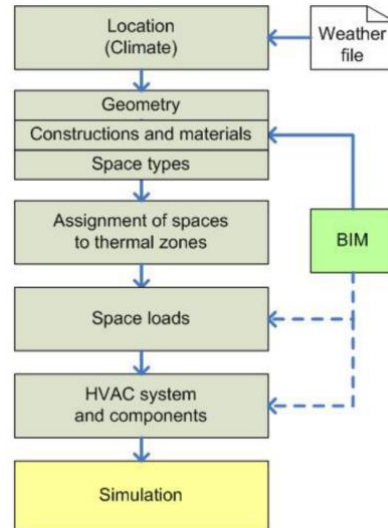 Location
(Climate)
Weather
file
Geometry
Constructions and materials
Space types
Assignment of spaces
to thermal zones
BIM
Space loads
HVAC system
and components
Simulation